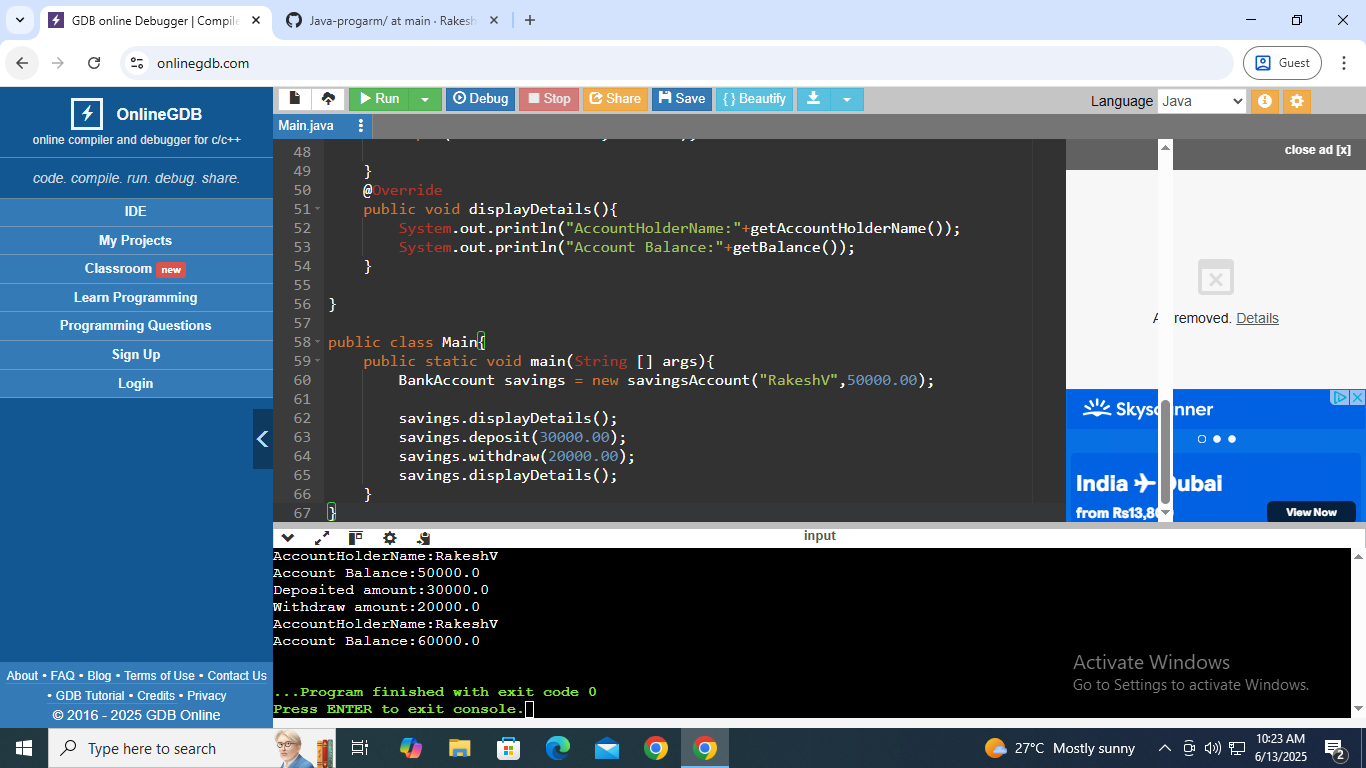 GDB online Debugger | Compile
Java-progarm/ at main · Rakesh
onlinegdb.com
Guest
OnlineGDB
online compiler and debugger for c/c++
code. compile. run. debug. share.
IDE
My Projects
Classroom new
Learn Programming
Programming Questions
Sign Up
Login
About • FAQ • Blog • Terms of Use • Contact Us
• GDB Tutorial • Credits • Privacy
© 2016 - 2025 GDB Online
Run Debug Stop Share Save { } Beautify
Language Java
Main.java
48
49 }
50 @Override
51 public void displayDetails(){
52 System.out.println("AccountHolderName:"+getAccountHolderName());
53 System.out.println("Account Balance:"+getBalance());
54 }
55
56 }
57
58 public class Main{
59 public static void main(String [] args){
60 BankAccount savings = new savingsAccount("RakeshV",50000.00);
61
62 savings.displayDetails();
63 savings.deposit(30000.00);
64 savings.withdraw(20000.00);
65 savings.displayDetails();
66 }
67 }
close ad [x]
removed. Details
India Dubai
from Rs13,
View Now
input
AccountHolderName:RakeshV
Account Balance:50000.0
Deposited amount:30000.0
Withdraw amount:20000.0
AccountHolderName:RakeshV
Account Balance:60000.0
...Program finished with exit code 0
Press ENTER to exit console.
Activate Windows
Go to Settings to activate Windows.
Type here to search
27°C Mostly sunny
10:23 AM
6/13/2025
2